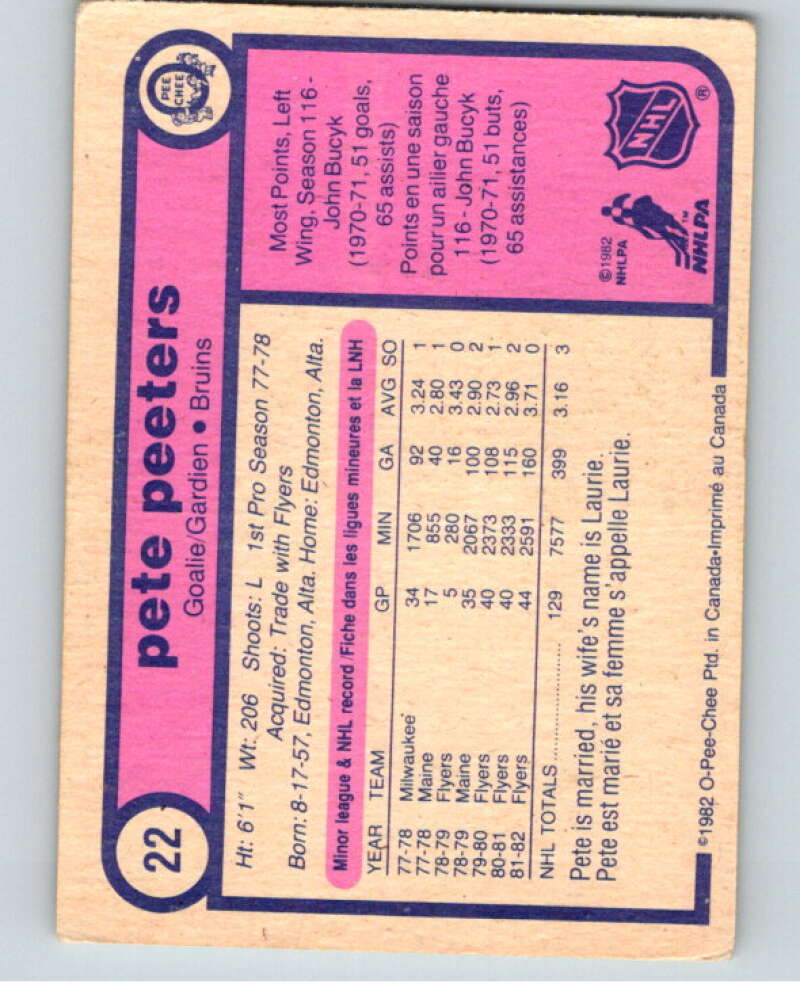 22
pete peeters
Goalie/Gardien • Bruins
O
PEE
CHEE
Ht: 6'1" Wt: 206 Shoots: L 1st Pro Season 77-78
Acquired: Trade with Flyers
Born: 8-17-57, Edmonton, Alta. Home: Edmonton, Alta.
Minor league & NHL record/Fiche dans les ligues mineures et la LNH
YEAR TEAM GP MIN GA AVG SO
77-78 Milwaukee 34 1706 92 3.24 1
77-78 Maine 17 855 40 2.80 1
78-79 Flyers 5 280 16 3.43 0
78-79 Maine 35 2067 100 2.90 2
79-80 Flyers 40 2373 108 2.73 1
80-81 Flyers 40 2333 115 2.96 2
81-82 Flyers 44 2591 160 3.71 0
NHL TOTALS .................. 129 7577 399 3.16 3
Pete is married, his wife's name is Laurie.
Pete est marié et sa femme s'appelle Laurie.
Most Points, Left
Wing, Season 116 -
John Bucyk
(1970-71, 51 goals,
65 assists)
Points en une saison
pour un ailier gauche
116 - John Bucyk
(1970-71, 51 buts,
65 assistances)
NHL ®
©1982
NHLPA
NHLPA™
©1982 O-Pee-Chee Ptd. in Canada•Imprimé au Canada